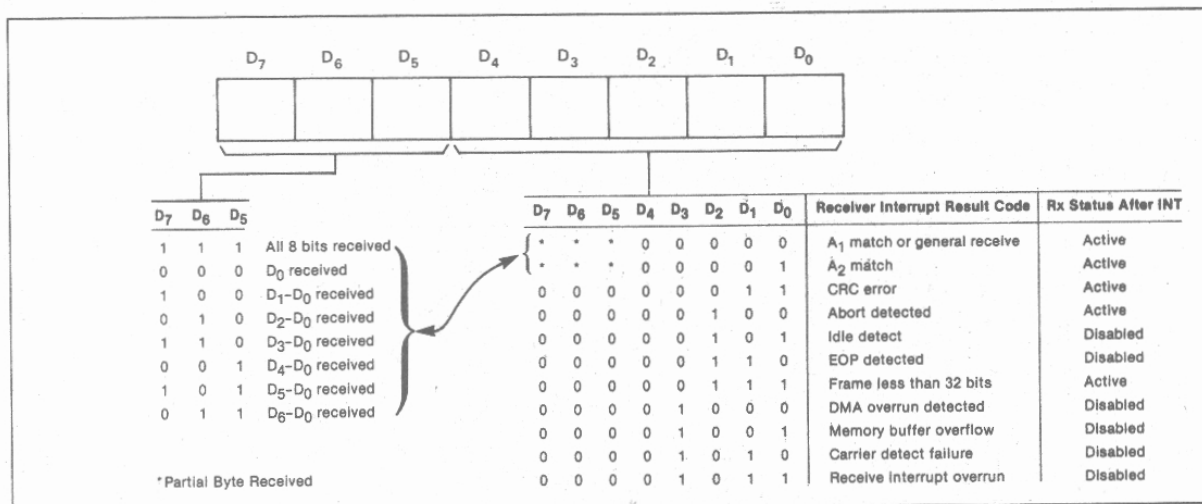 D7 D6 D5 D4 D3 D2 D1 D0
D7 D6 D5
1 1 1 All 8 bits received
0 0 0 D0 received
1 0 0 D1–D0 received
0 1 0 D2–D0 received
1 1 0 D3–D0 received
0 0 1 D4–D0 received
1 0 1 D5–D0 received
0 1 1 D6–D0 received
*Partial Byte Received
D7 D6 D5 D4 D3 D2 D1 D0 Receiver Interrupt Result Code Rx Status After INT
* * * 0 0 0 0 0 A1 match or general receive Active
* * * 0 0 0 0 1 A2 match Active
0 0 0 0 0 0 1 1 CRC error Active
0 0 0 0 0 1 0 0 Abort detected Active
0 0 0 0 0 1 0 1 Idle detect Disabled
0 0 0 0 0 1 1 0 EOP detected Disabled
0 0 0 0 0 1 1 1 Frame less than 32 bits Active
0 0 0 0 1 0 0 0 DMA overrun detected Disabled
0 0 0 0 1 0 0 1 Memory buffer overflow Disabled
0 0 0 0 1 0 1 0 Carrier detect failure Disabled
0 0 0 0 1 0 1 1 Receive Interrupt overrun Disabled